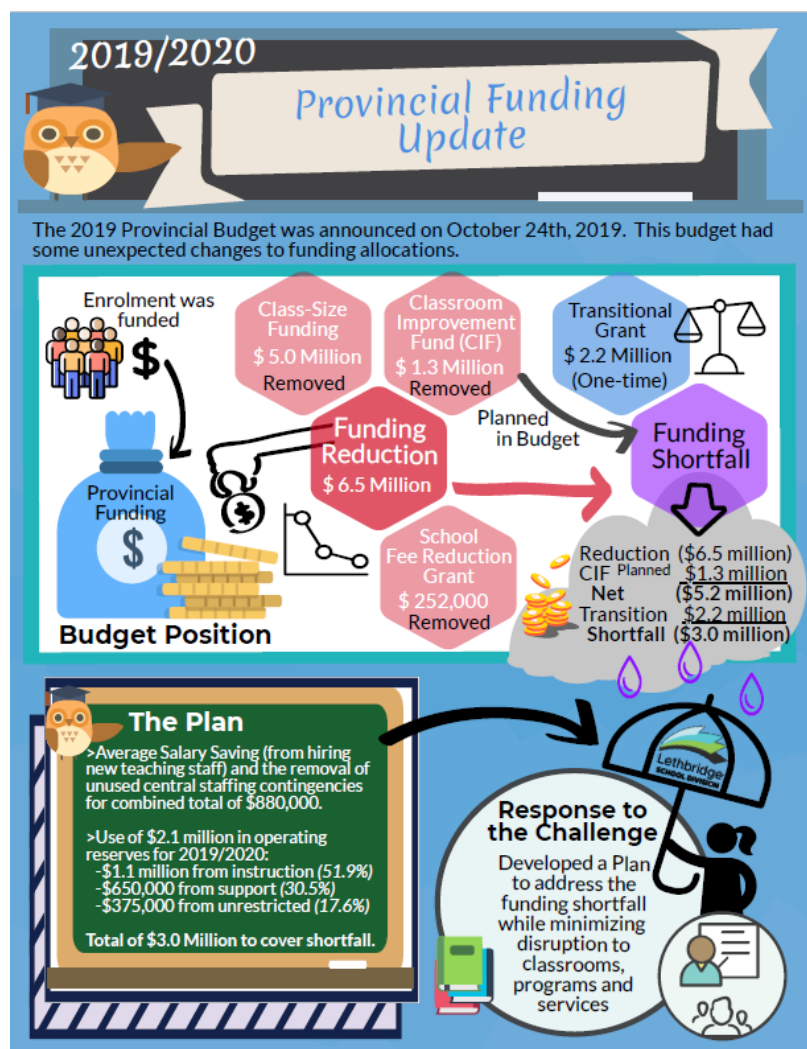 2019/2020
Provincial Funding
Update
The 2019 Provincial Budget was announced on October 24th, 2019. This budget had
some unexpected changes to funding allocations.
Enrolment was
funded
$
Provincial
Funding
$
Budget Position
Class-Size
Funding
$ 5.0 Million
Removed
Classroom
Improvement
Fund (CIF)
$ 1.3 Million
Removed
Transitional
Grant
$ 2.2 Million
(One-time)
Funding
Reduction
$ 6.5 Million
$
Planned
in Budget
Funding
Shortfall
School
Fee Reduction
Grant
$ 252,000
Removed
Reduction ($6.5 million)
CIF Planned $1.3 million
Net ($5.2 million)
Transition $2.2 million
Shortfall ($3.0 million)
The Plan
>Average Salary Saving (from hiring
new teaching staff) and the removal of
unused central staffing contingencies
for combined total of $880,000.
>Use of $2.1 million in operating
reserves for 2019/2020:
-$1.1 million from instruction (51.9%)
-$650,000 from support (30.5%)
-$375,000 from unrestricted (17.6%)
Total of $3.0 Million to cover shortfall.
Lethbridge
SCHOOL DIVISION
Response to
the Challenge
Developed a Plan
to address the
funding shortfall
while minimizing
disruption to
classrooms,
programs and
services